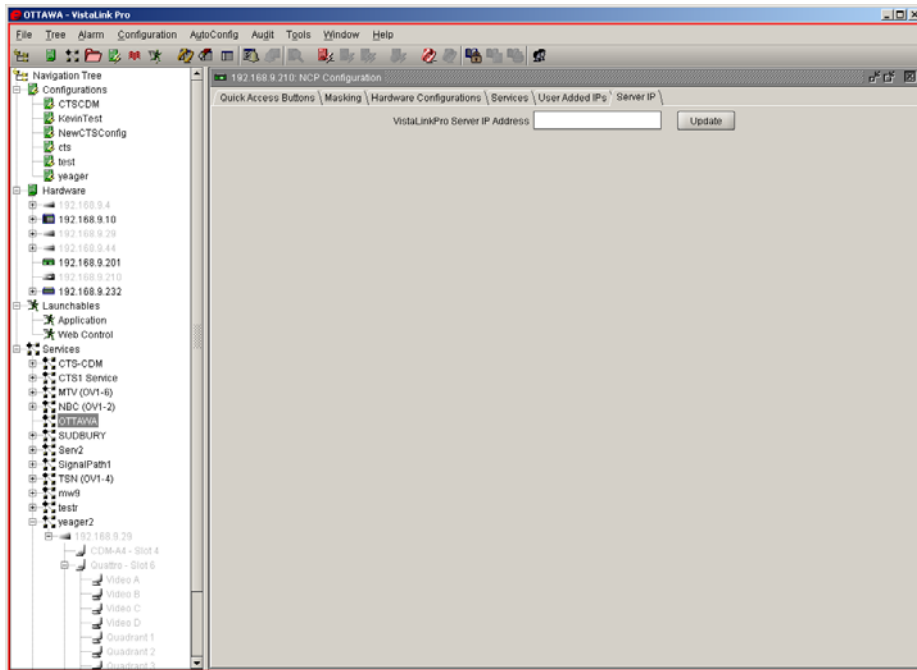 OTTAWA - VistaLink Pro
File Tree Alarm Configuration AutoConfig Audit Tools Window Help
Navigation Tree
Configurations
CTSCDM
KevinTest
NewCTSConfig
cts
test
yeager
Hardware
192.168.9.4
192.168.9.10
192.168.9.29
192.168.9.44
192.168.9.201
192.168.9.210
192.168.9.232
Launchables
Application
Web Control
Services
CTS-CDM
CTS1 Service
MTV (OV1-6)
NBC (OV1-2)
OTTAWA
SUDBURY
Serv2
SignalPath1
TSN (OV1-4)
mw9
testr
yeager2
192.168.9.29
CDM-A4 - Slot 4
Quattro - Slot 6
Video A
Video B
Video C
Video D
Quadrant 1
Quadrant 2
Quadrant 3
192.168.9.210: NCP Configuration
Quick Access Buttons Masking Hardware Configurations Services User Added IPs Server IP
VistaLinkPro Server IP Address Update